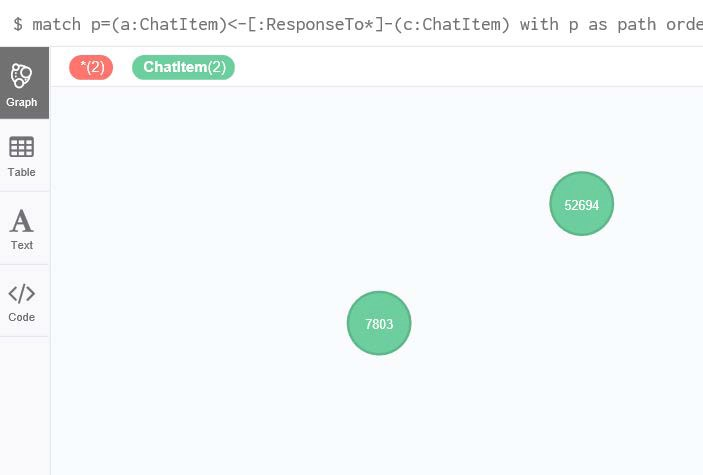 $ match p=(a:ChatItem)<-[:ResponseTo*]-(c:ChatItem) with p as path orde
*(2) ChatItem(2)
Graph
Table
52694
Text
Code
7803